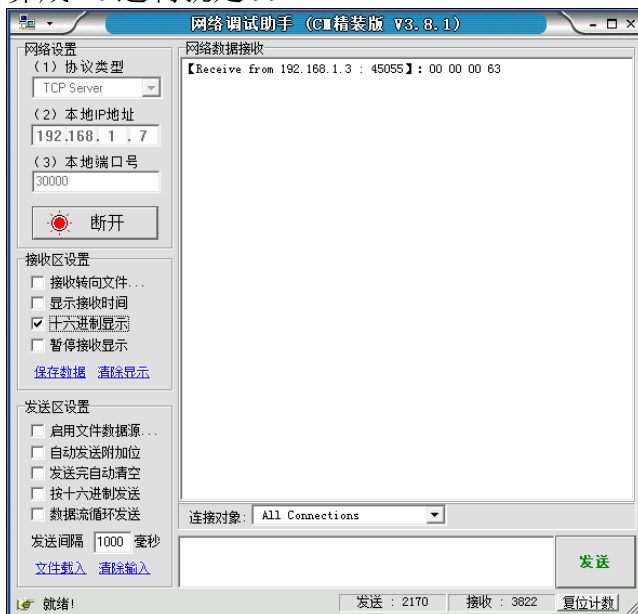 网络调试助手 (CⅢ精装版 V3.8.1)
网络设置
(1) 协议类型
TCP Server
(2) 本地IP地址
192.168. 1 . 7
(3) 本地端口号
30000
断开
接收区设置
接收转向文件...
显示接收时间
十六进制显示
暂停接收显示
保存数据 清除显示
发送区设置
启用文件数据源...
自动发送附加位
发送完自动清空
按十六进制发送
数据流循环发送
发送间隔 1000 毫秒
文件载入 清除输入
网络数据接收
【Receive from 192.168.1.3 : 45055】: 00 00 00 63
连接对象: All Connections
发送
就绪!
发送 : 2170
接收 : 3822
复位计数